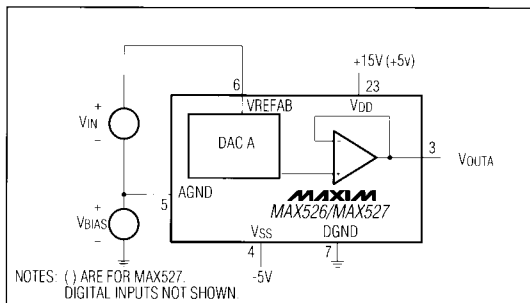 +15V (+5v)
6
23
VREFAB
VDD
+
VIN
−
DAC A
−
+
3
VOUTA
AGND
5
MAXIM
MAX526/MAX527
+
VBIAS
−
VSS
DGND
4
7
-5V
NOTES: ( ) ARE FOR MAX527.
DIGITAL INPUTS NOT SHOWN.